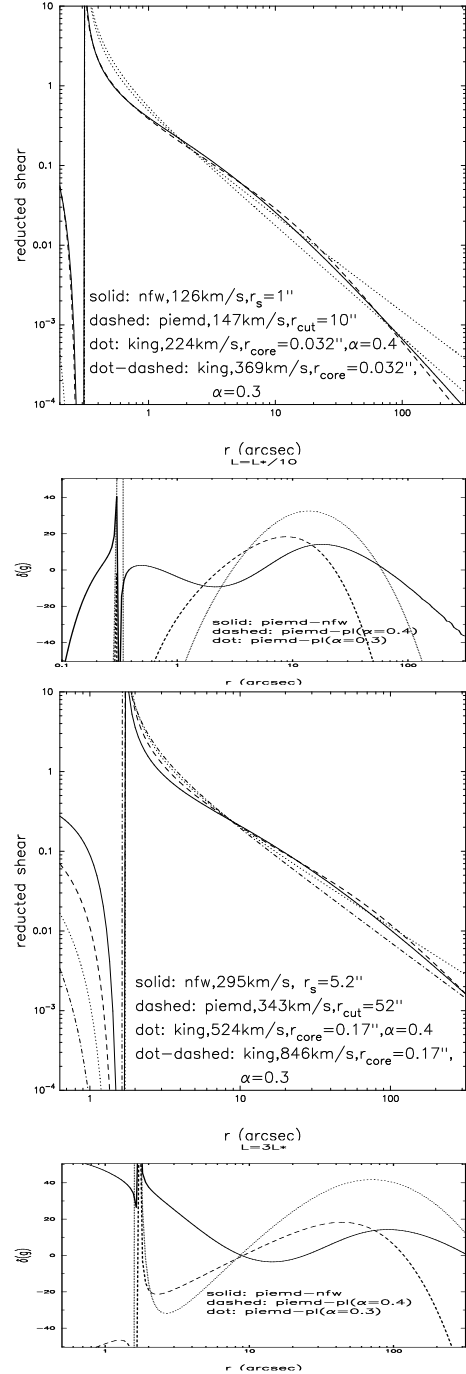 10
1
0.1
0.01
10⁻³
10⁻⁴
reducted shear
solid: nfw,126km/s,r_s=1"
dashed: piemd,147km/s,r_cut=10"
dot: king,224km/s,r_core=0.032",α=0.4
dot-dashed: king,369km/s,r_core=0.032",
α=0.3
1 10 100
r (arcsec)
L=L*/10
40
20
0
-20
-40
δ(g)
solid: piemd-nfw
dashed: piemd-pl(α=0.4)
dot: piemd-pl(α=0.3)
0.1 1 10 100
r (arcsec)
10
1
0.1
0.01
10⁻³
10⁻⁴
reducted shear
solid: nfw,295km/s, r_s=5.2"
dashed: piemd,343km/s,r_cut=52"
dot: king,524km/s,r_core=0.17",α=0.4
dot-dashed: king,846km/s,r_core=0.17",
α=0.3
1 10 100
r (arcsec)
L=3L*
40
20
0
-20
-40
δ(g)
solid: piemd-nfw
dashed: piemd-pl(α=0.4)
dot: piemd-pl(α=0.3)
1 10 100
r (arcsec)